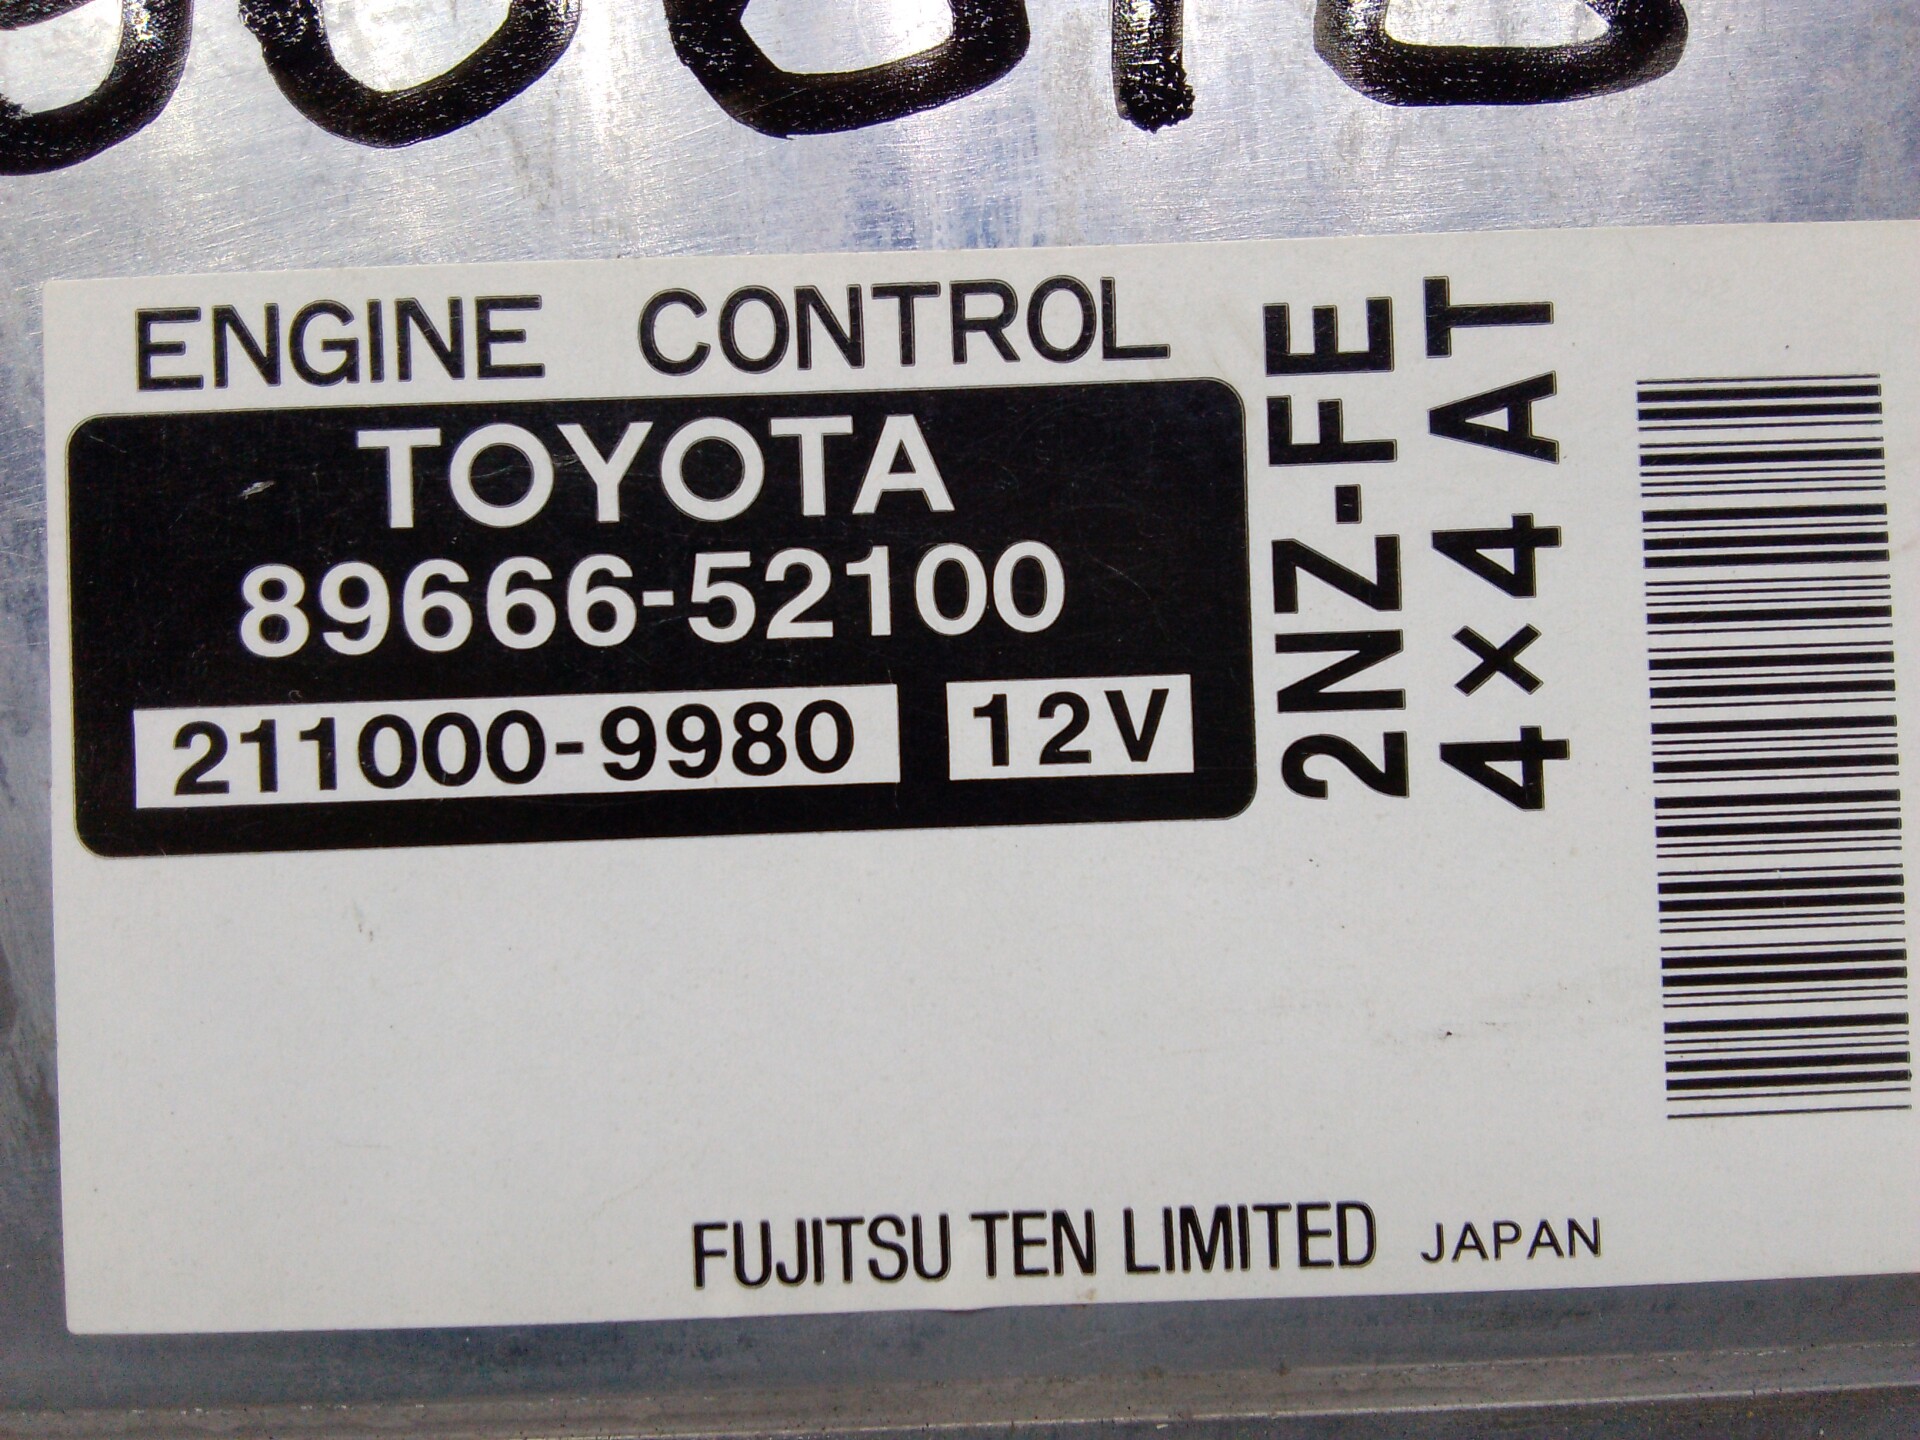 ENGINE CONTROL
TOYOTA
89666-52100
211000-9980 12V
2NZ-FE
4×4 AT
FUJITSU TEN LIMITED JAPAN